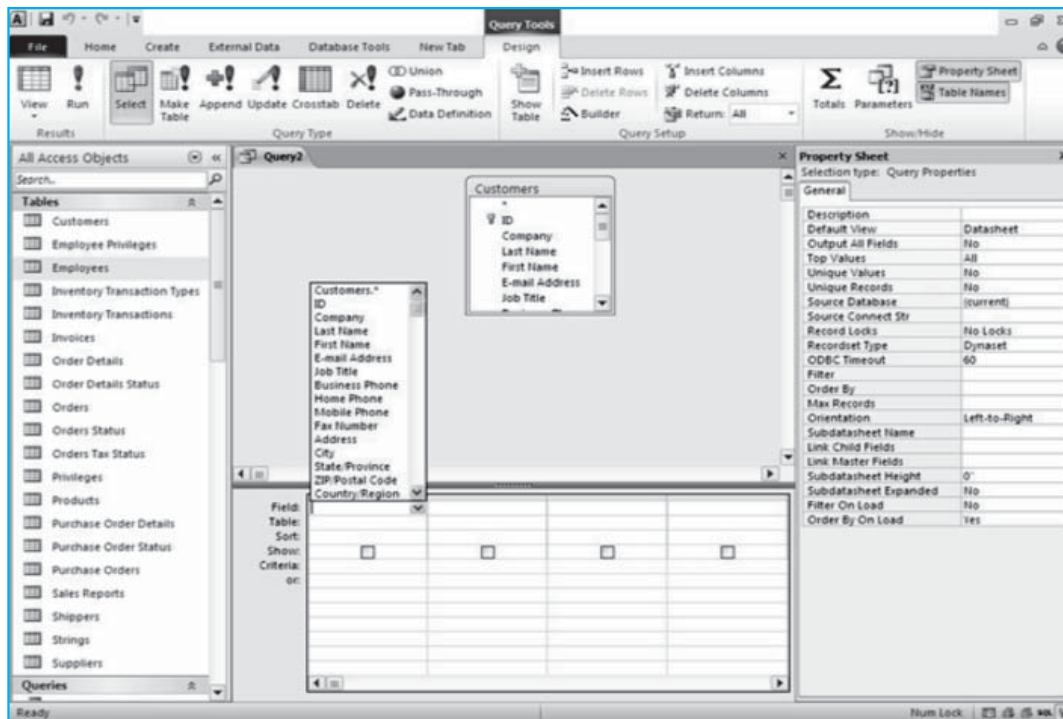 Query Tools
File Home Create External Data Database Tools New Tab Design
View
Run
Select
Make Table
Append
Update
Crosstab
Delete
Union
Pass-Through
Data Definition
Show Table
Insert Rows
Delete Rows
Builder
Insert Columns
Delete Columns
Return: All
Totals
Parameters
Property Sheet
Table Names
Results
Query Type
Query Setup
Show/Hide
All Access Objects
Search..
Tables
Customers
Employee Privileges
Employees
Inventory Transaction Types
Inventory Transactions
Invoices
Order Details
Order Details Status
Orders
Orders Status
Orders Tax Status
Privileges
Products
Purchase Order Details
Purchase Order Status
Purchase Orders
Sales Reports
Shippers
Strings
Suppliers
Queries
Query2
Customers
*
ID
Company
Last Name
First Name
E-mail Address
Job Title
Customers.*
ID
Company
Last Name
First Name
E-mail Address
Job Title
Business Phone
Home Phone
Mobile Phone
Fax Number
Address
City
State/Province
ZIP/Postal Code
Country/Region
Field:
Table:
Sort:
Show:
Criteria:
or:
Property Sheet
Selection type: Query Properties
General
Description
Default View Datasheet
Output All Fields No
Top Values All
Unique Values No
Unique Records No
Source Database (current)
Source Connect Str
Record Locks No Locks
Recordset Type Dynaset
ODBC Timeout 60
Filter
Order By
Max Records
Orientation Left-to-Right
Subdatasheet Name
Link Child Fields
Link Master Fields
Subdatasheet Height 0"
Subdatasheet Expanded No
Filter On Load No
Order By On Load Yes
Ready
Num Lock
SQL